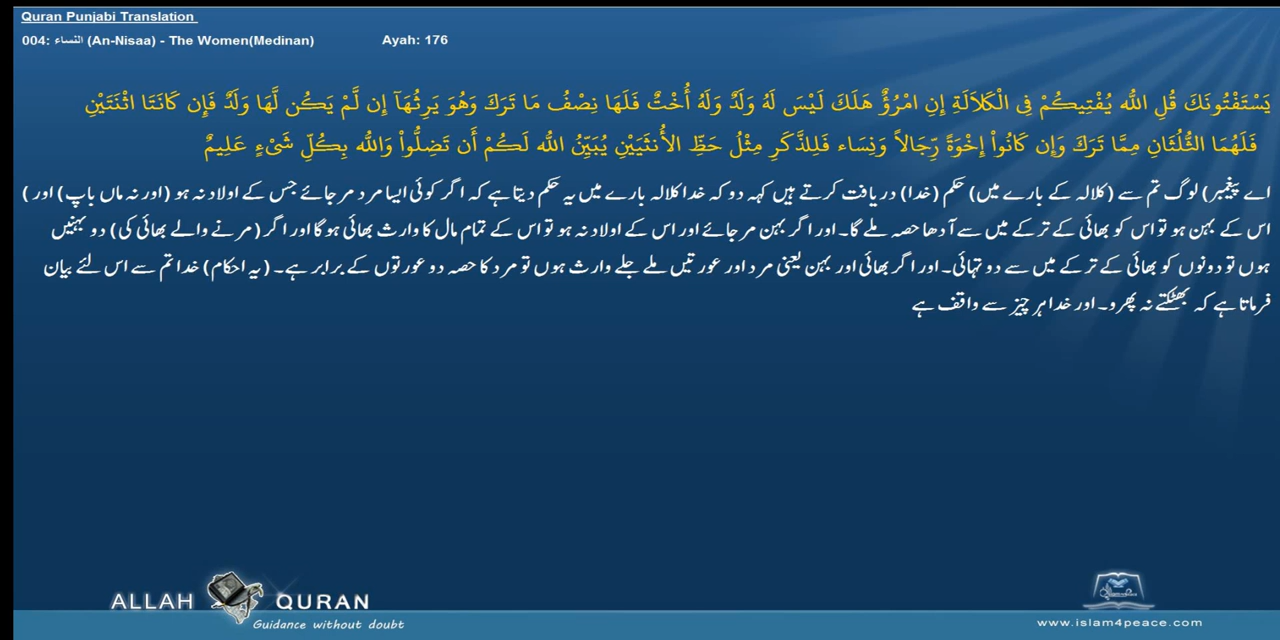 Quran Punjabi Translation
004: النساء (An-Nisaa) - The Women(Medinan) Ayah: 176
يَسْتَفْتُونَكَ قُلِ اللّهُ يُفْتِيكُمْ فِي الْكَلاَلَةِ إِنِ امْرُؤٌ هَلَكَ لَيْسَ لَهُ وَلَدٌ وَلَهُ أُخْتٌ فَلَهَا نِصْفُ مَا تَرَكَ وَهُوَ يَرِثُهَآ إِن لَّمْ يَكُن لَّهَا وَلَدٌ فَإِن كَانَتَا اثْنَتَيْنِ
فَلَهُمَا الثُّلُثَانِ مِمَّا تَرَكَ وَإِن كَانُواْ إِخْوَةً رِّجَالاً وَنِسَاء فَلِلذَّكَرِ مِثْلُ حَظِّ الأُنثَيَيْنِ يُبَيِّنُ اللّهُ لَكُمْ أَن تَضِلُّواْ وَاللّهُ بِكُلِّ شَيْءٍ عَلِيمٌ
اے پیغمبر) لوگ تم سے (کلالہ کے بارے میں) حکم (خدا) دریافت کرتے ہیں کہہ دو کہ خدا کلالہ بارے میں یہ حکم دیتا ہے کہ اگر کوئی ایسا مرد مرجائے جس کے اولاد نہ ہو (اور نہ ماں باپ) اور )
اس کے بہن ہو تو اس کو بھائی کے ترکے میں سے آدھا حصہ ملے گا۔ اور اگر بہن مرجائے اور اس کے اولاد نہ ہو تو اس کے تمام مال کا وارث بھائی ہوگا اور اگر (مرنے والے بھائی کی) دو بہنیں
ہوں تو دونوں کو بھائی کے ترکے میں سے دو تہائی۔ اور اگر بھائی اور بہن یعنی مرد اور عورتیں ملے جلے وارث ہوں تو مرد کا حصہ دو عورتوں کے برابر ہے۔ (یہ احکام) خدا تم سے اس لئے بیان
فرماتا ہے کہ بھٹکتے نہ پھرو۔ اور خدا ہر چیز سے واقف ہے
ALLAH QURAN
Guidance without doubt
www.islam4peace.com